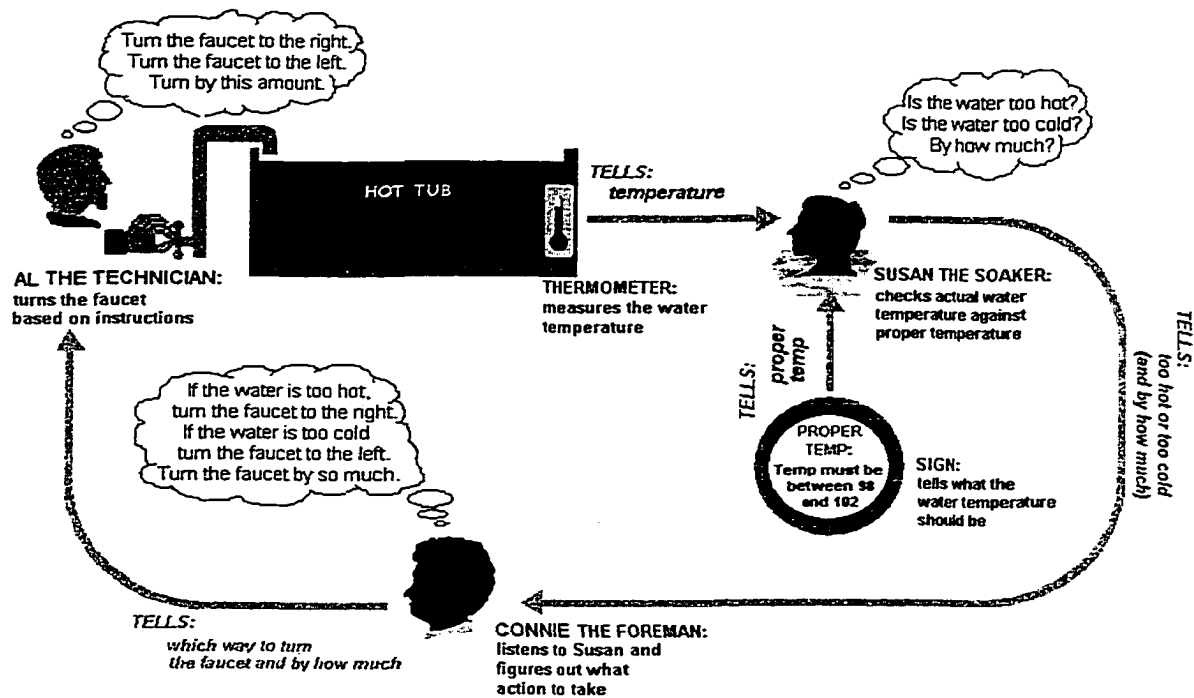 Turn the faucet to the right.
Turn the faucet to the left.
Turn by this amount.
Is the water too hot?
Is the water too cold?
By how much?
HOT TUB
TELLS:
temperature
AL THE TECHNICIAN:
turns the faucet
based on instructions
THERMOMETER:
measures the water
temperature
SUSAN THE SOAKER:
checks actual water
temperature against
proper temperature
TELLS:
proper
temp
TELLS:
too hot or too cold
(and by how much)
If the water is too hot,
turn the faucet to the right.
If the water is too cold
turn the faucet to the left.
Turn the faucet by so much.
PROPER
TEMP:
Temp must be
between 98
and 102
SIGN:
tells what the
water temperature
should be
TELLS:
which way to turn
the faucet and by how much
CONNIE THE FOREMAN:
listens to Susan and
figures out what
action to take